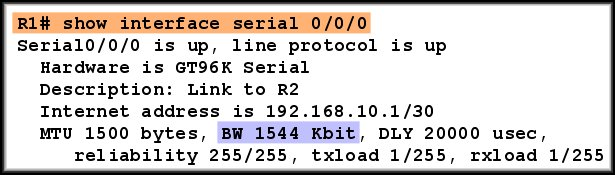 R1# show interface serial 0/0/0
Serial0/0/0 is up, line protocol is up
Hardware is GT96K Serial
Description: Link to R2
Internet address is 192.168.10.1/30
MTU 1500 bytes, BW 1544 Kbit, DLY 20000 usec,
reliability 255/255, txload 1/255, rxload 1/255